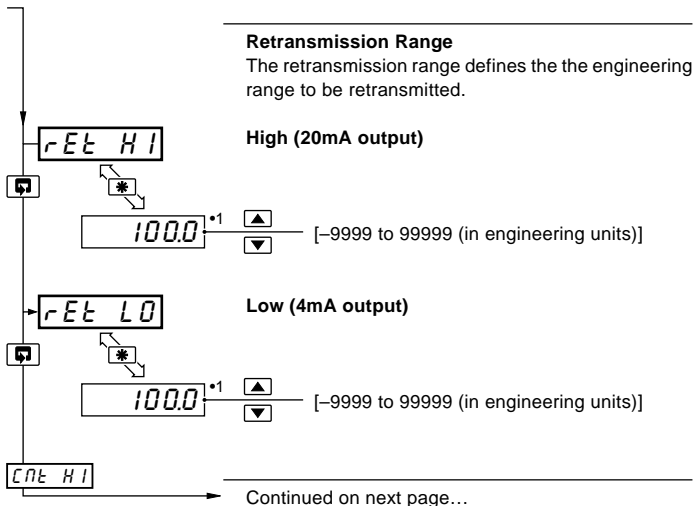 Retransmission Range
The retransmission range defines the the engineering
range to be retransmitted.
rEt HI
High (20mA output)
100.0 •1
[–9999 to 99999 (in engineering units)]
rEt LO
Low (4mA output)
100.0 •1
[–9999 to 99999 (in engineering units)]
Cnt HI
Continued on next page…